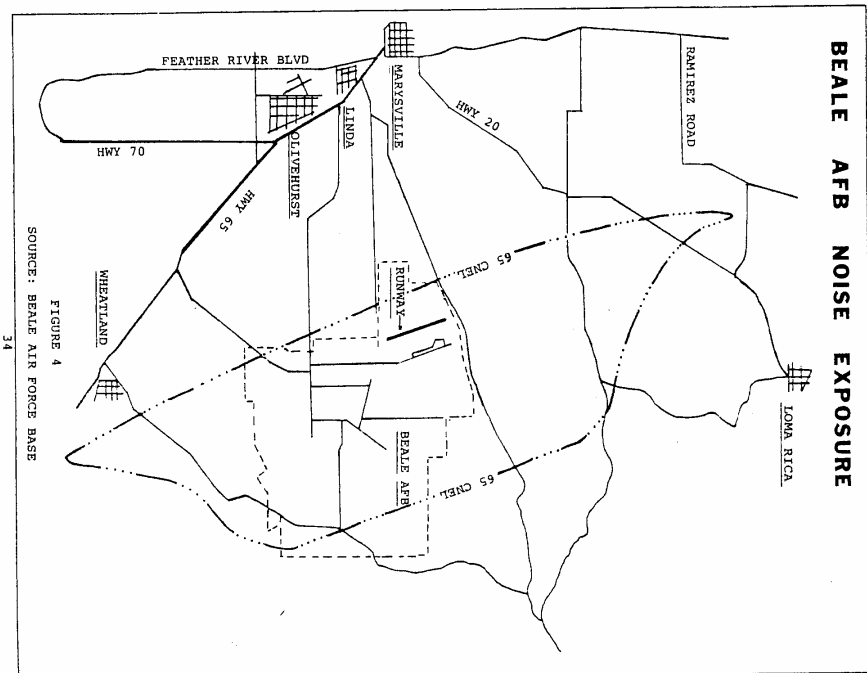 BEALE AFB NOISE EXPOSURE
RAMIREZ ROAD
LOMA RICA
HWY 20
MARYSVILLE
FEATHER RIVER BLVD
LINDA
OLIVEHURST
HWY 70
HWY 65
65 CNEL
RUNWAY
BEALE AFB
65 CNEL
WHEATLAND
FIGURE 4
SOURCE: BEALE AIR FORCE BASE
34